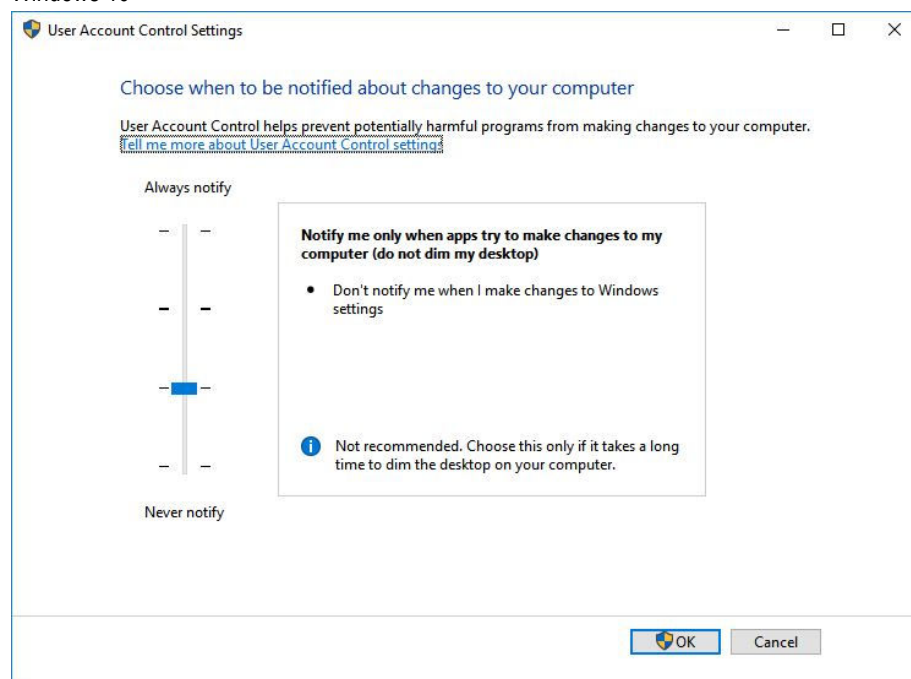 User Account Control Settings
Choose when to be notified about changes to your computer
User Account Control helps prevent potentially harmful programs from making changes to your computer.
Tell me more about User Account Control settings
Always notify
Notify me only when apps try to make changes to my
computer (do not dim my desktop)
• Don't notify me when I make changes to Windows
settings
Not recommended. Choose this only if it takes a long
time to dim the desktop on your computer.
Never notify
OK Cancel